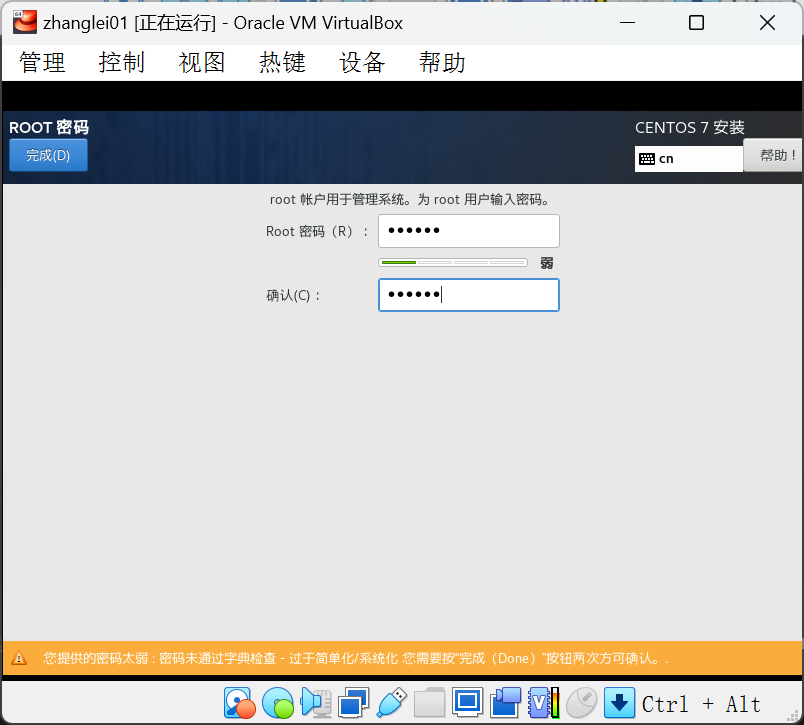 zhanglei01 [正在运行] - Oracle VM VirtualBox
管理 控制 视图 热键 设备 帮助
ROOT 密码
CENTOS 7 安装
完成(D)
cn
帮助！
root 帐户用于管理系统。为 root 用户输入密码。
Root 密码（R）：
●●●●●●
弱
确认(C)：
●●●●●●
您提供的密码太弱：密码未通过字典检查 - 过于简单化/系统化 您需要按“完成（Done）”按钮两次方可确认。.
Ctrl + Alt